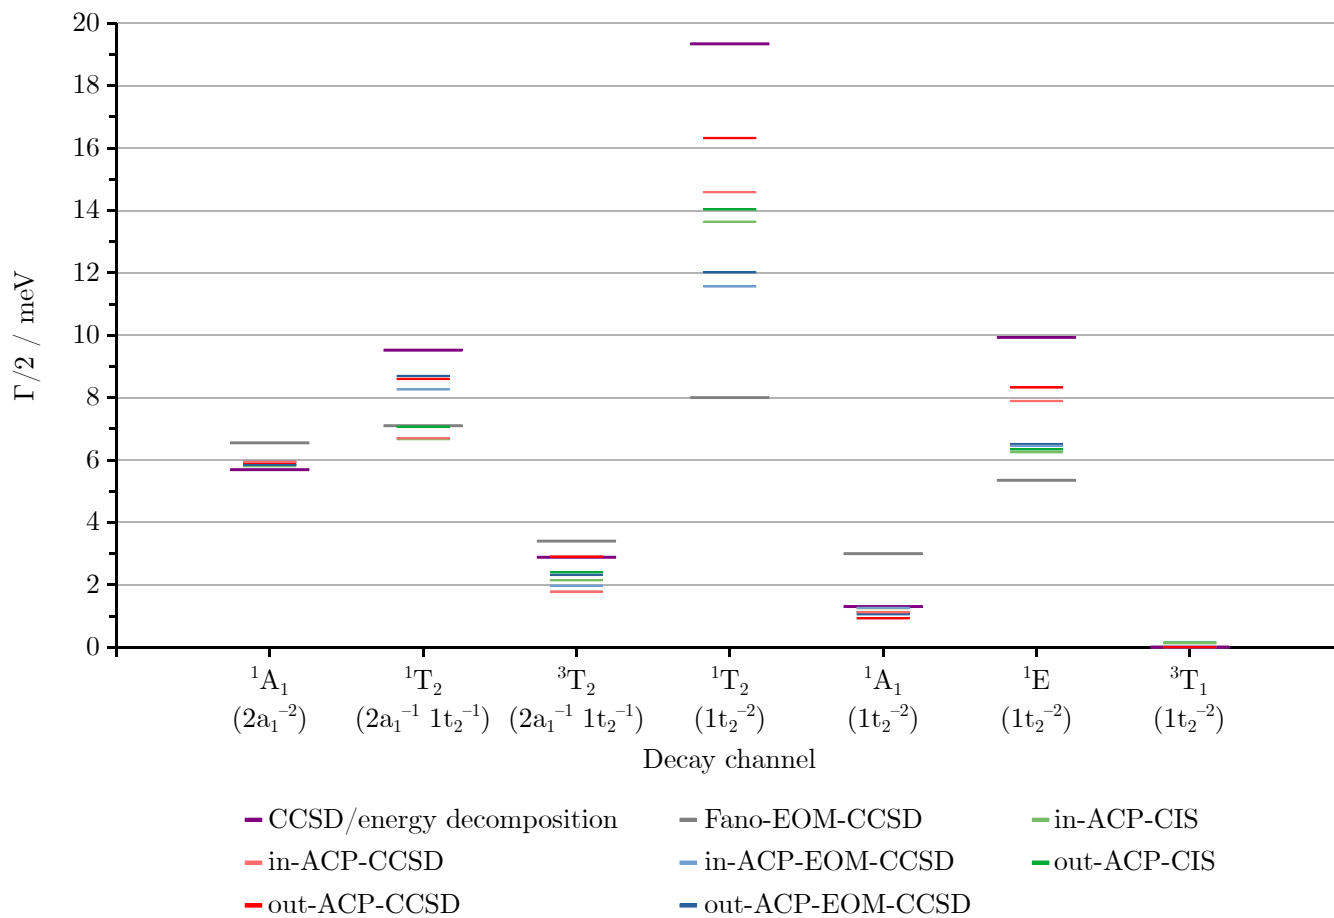 20
18
16
14
12
10
8
6
4
2
0
Γ/2 / meV
¹A₁ ¹T₂ ³T₂ ¹T₂ ¹A₁ ¹E ³T₁
(2a₁⁻²) (2a₁⁻¹ 1t₂⁻¹) (2a₁⁻¹ 1t₂⁻¹) (1t₂⁻²) (1t₂⁻²) (1t₂⁻²) (1t₂⁻²)
Decay channel
CCSD/energy decomposition Fano-EOM-CCSD in-ACP-CIS
in-ACP-CCSD in-ACP-EOM-CCSD out-ACP-CIS
out-ACP-CCSD out-ACP-EOM-CCSD